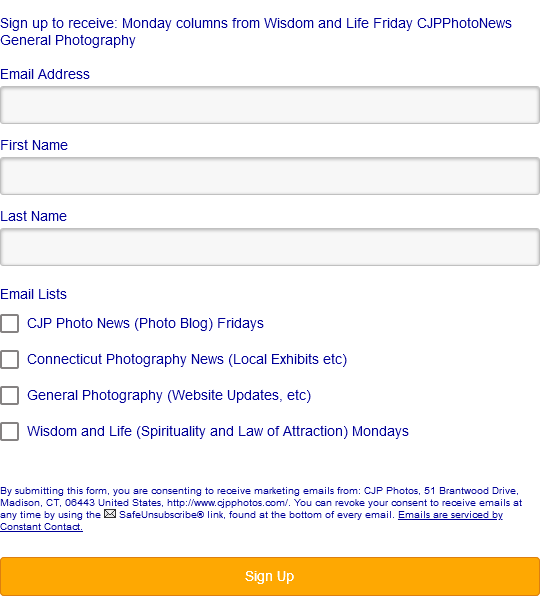 Sign up to receive: Monday columns from Wisdom and Life Friday CJPPhotoNews
General Photography
Email Address
First Name
Last Name
Email Lists
CJP Photo News (Photo Blog) Fridays
Connecticut Photography News (Local Exhibits etc)
General Photography (Website Updates, etc)
Wisdom and Life (Spirituality and Law of Attraction) Mondays
By submitting this form, you are consenting to receive marketing emails from: CJP Photos, 51 Brantwood Drive,
Madison, CT, 06443 United States, http://www.cjpphotos.com/. You can revoke your consent to receive emails at
any time by using the SafeUnsubscribe® link, found at the bottom of every email. Emails are serviced by
Constant Contact.
Sign Up